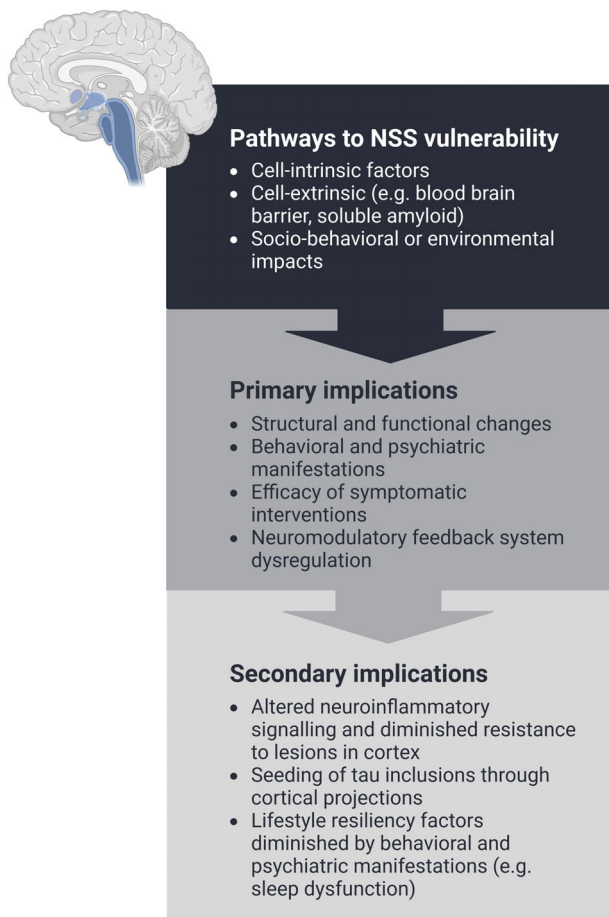 Pathways to NSS vulnerability
• Cell-intrinsic factors
• Cell-extrinsic (e.g. blood brain
barrier, soluble amyloid)
• Socio-behavioral or environmental
impacts
Primary implications
• Structural and functional changes
• Behavioral and psychiatric
manifestations
• Efficacy of symptomatic
interventions
• Neuromodulatory feedback system
dysregulation
Secondary implications
• Altered neuroinflammatory
signalling and diminished resistance
to lesions in cortex
• Seeding of tau inclusions through
cortical projections
• Lifestyle resiliency factors
diminished by behavioral and
psychiatric manifestations (e.g.
sleep dysfunction)